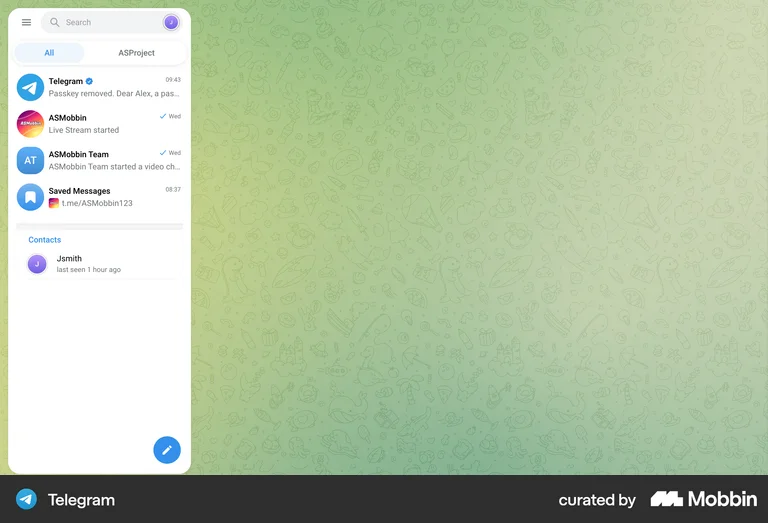 Search
J
All
ASProject
Telegram
09:43
Passkey removed. Dear Alex, a pas...
ASMobbin
ASMobbin
Wed
Live Stream started
AT
ASMobbin Team
Wed
ASMobbin Team started a video ch...
Saved Messages
08:37
t.me/ASMobbin123
Contacts
J
Jsmith
last seen 1 hour ago
Telegram
curated by
Mobbin